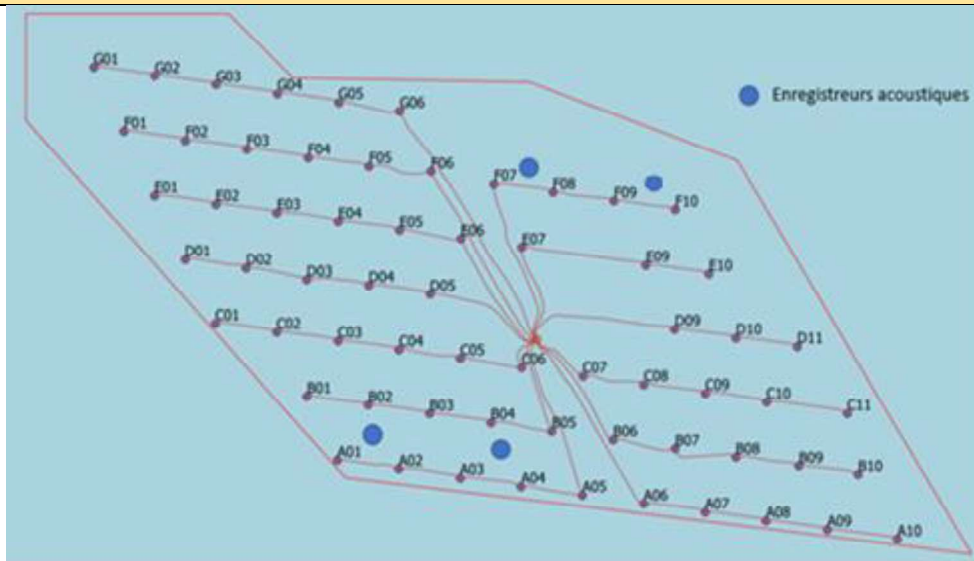 G01
G02
G03
G04
G05
G06
Enregistreurs acoustiques
F01
F02
F03
F04
F05
F06
F07
F08
F09
F10
E01
E02
E03
E04
E05
E06
E07
E09
E10
D01
D02
D03
D04
D05
D09
D10
D11
C01
C02
C03
C04
C05
C06
C07
C08
C09
C10
C11
B01
B02
B03
B04
B05
B06
B07
B08
B09
B10
A01
A02
A03
A04
A05
A06
A07
A08
A09
A10